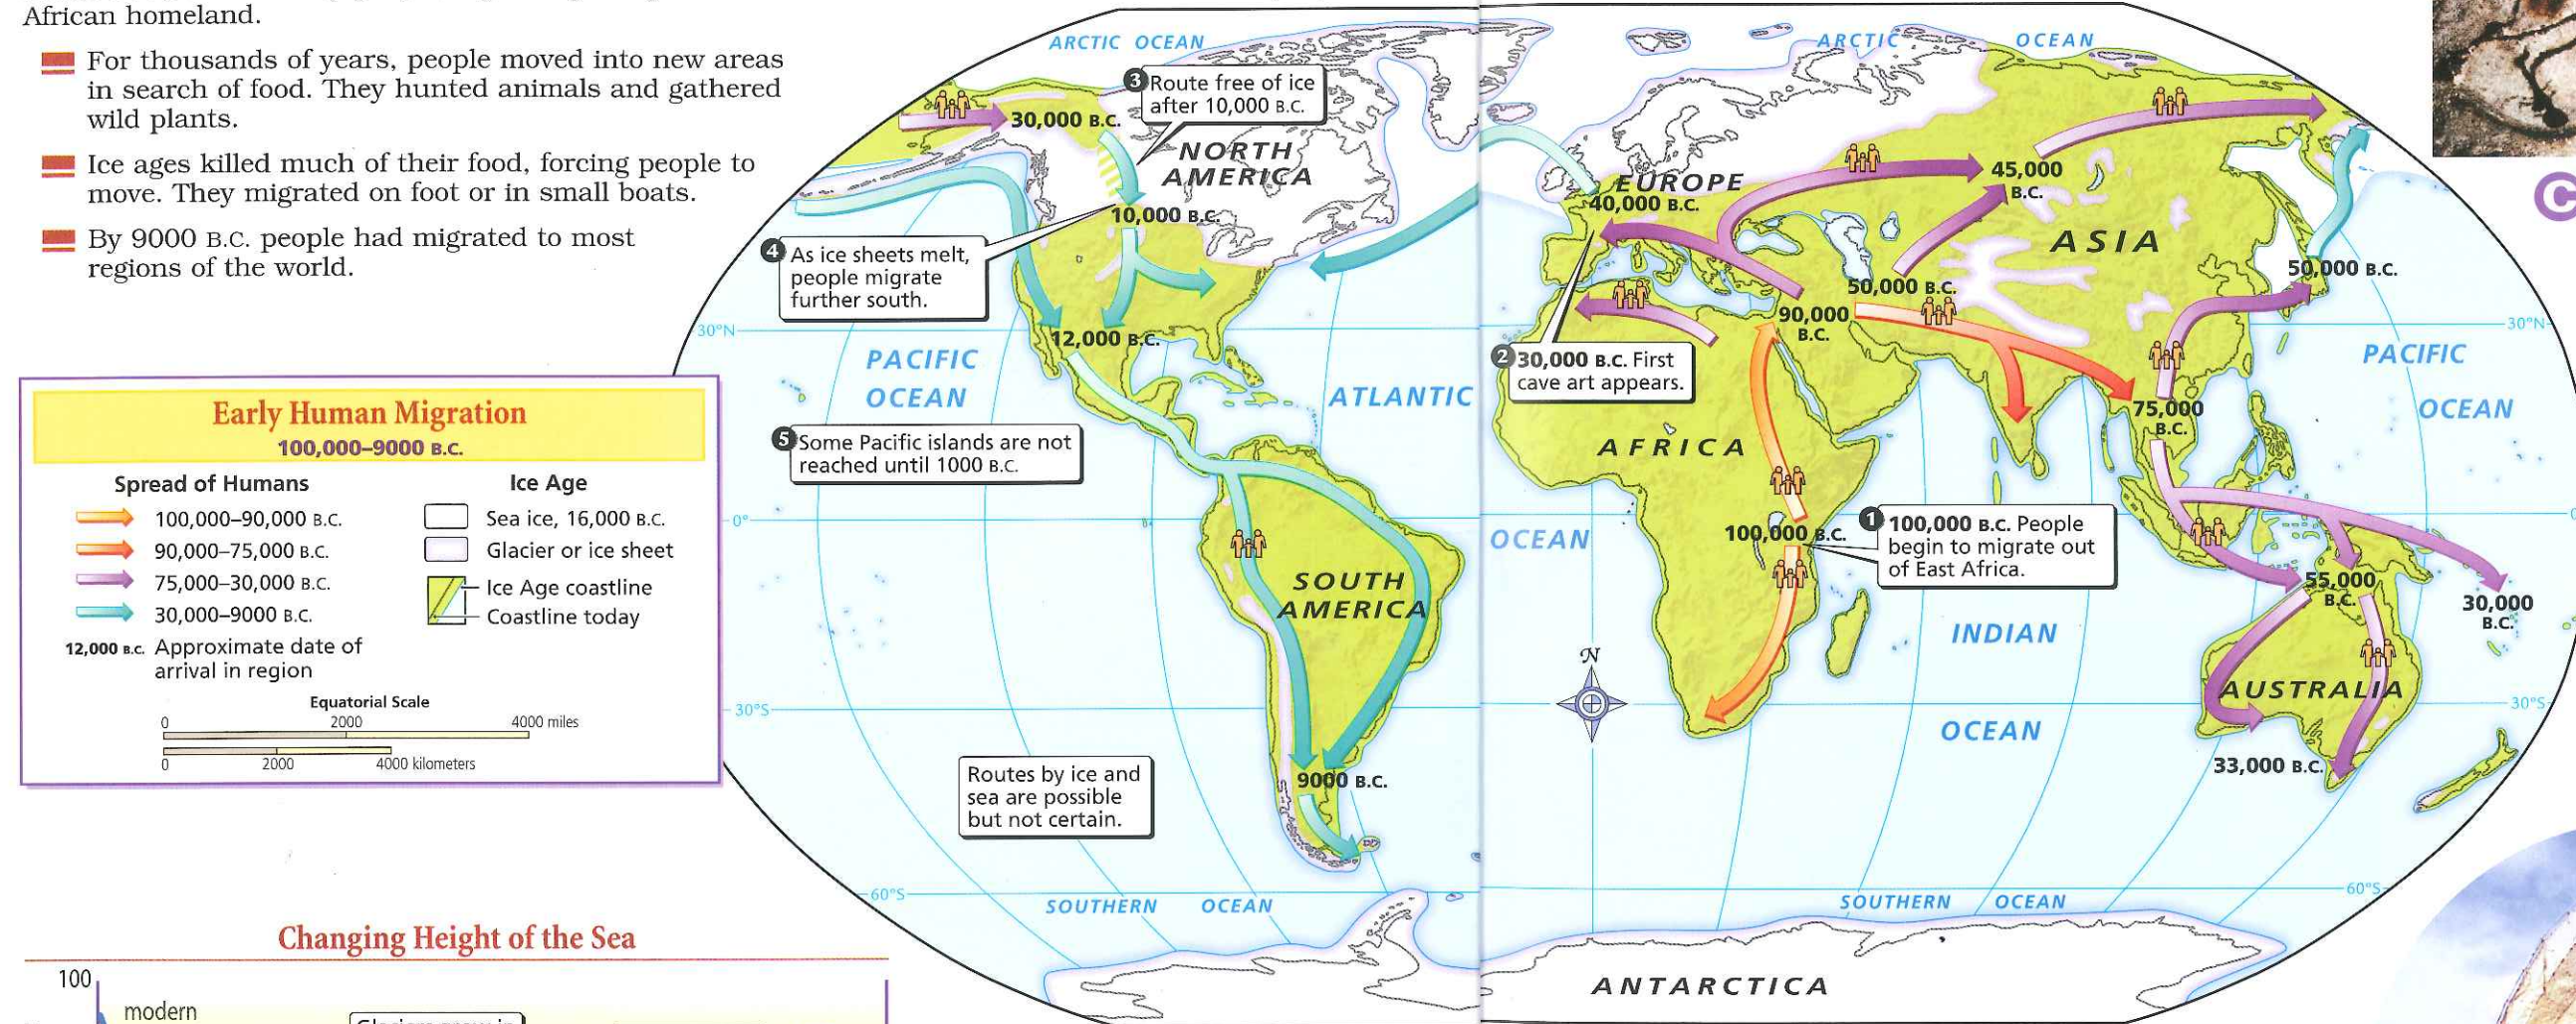 African homeland.
For thousands of years, people moved into new areas
in search of food. They hunted animals and gathered
wild plants.
Ice ages killed much of their food, forcing people to
move. They migrated on foot or in small boats.
By 9000 B.C. people had migrated to most
regions of the world.
Early Human Migration
100,000–9000 B.C.
Spread of Humans
100,000–90,000 B.C.
90,000–75,000 B.C.
75,000–30,000 B.C.
30,000–9000 B.C.
12,000 B.C. Approximate date of
arrival in region
Ice Age
Sea ice, 16,000 B.C.
Glacier or ice sheet
Ice Age coastline
Coastline today
Equatorial Scale
0 2000 4000 miles
0 2000 4000 kilometers
Changing Height of the Sea
100
modern
ARCTIC OCEAN
30,000 B.C.
3 Route free of ice
after 10,000 B.C.
NORTH
AMERICA
10,000 B.C.
4 As ice sheets melt,
people migrate
further south.
30°N
12,000 B.C.
PACIFIC
OCEAN
ATLANTIC
5 Some Pacific islands are not
reached until 1000 B.C.
0°
SOUTH
AMERICA
30°S
Routes by ice and
sea are possible
but not certain.
9000 B.C.
60°S
SOUTHERN OCEAN
ARCTIC OCEAN
EUROPE
40,000 B.C.
45,000
B.C.
ASIA
50,000 B.C.
50,000 B.C.
90,000
B.C.
30°N
2 30,000 B.C. First
cave art appears.
PACIFIC
OCEAN
75,000
B.C.
AFRICA
OCEAN
100,000 B.C.
1 100,000 B.C. People
begin to migrate out
of East Africa.
55,000
B.C.
30,000
B.C.
INDIAN
OCEAN
N
AUSTRALIA
30°S
33,000 B.C.
60°S
SOUTHERN OCEAN
ANTARCTICA
C